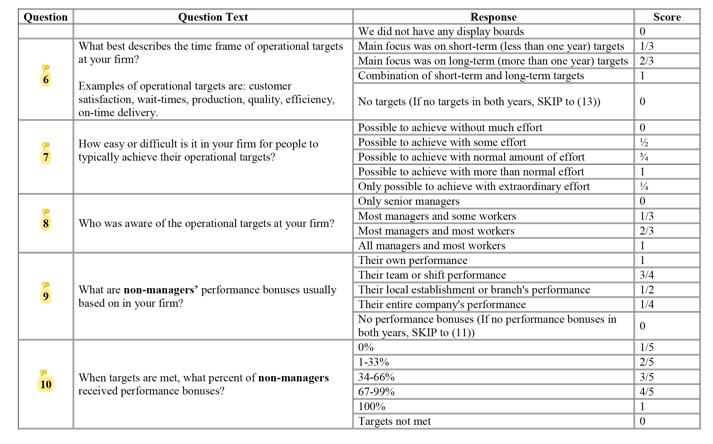 Question Question Text Response Score
We did not have any display boards 0
6
What best describes the time frame of operational targets
at your firm?
Examples of operational targets are: customer
satisfaction, wait-times, production, quality, efficiency,
on-time delivery.
Main focus was on short-term (less than one year) targets 1/3
Main focus was on long-term (more than one year) targets 2/3
Combination of short-term and long-term targets 1
No targets (If no targets in both years, SKIP to (13)) 0
7
How easy or difficult is it in your firm for people to
typically achieve their operational targets?
Possible to achieve without much effort 0
Possible to achieve with some effort ½
Possible to achieve with normal amount of effort ¾
Possible to achieve with more than normal effort 1
Only possible to achieve with extraordinary effort ¼
8
Who was aware of the operational targets at your firm?
Only senior managers 0
Most managers and some workers 1/3
Most managers and most workers 2/3
All managers and most workers 1
9
What are non-managers' performance bonuses usually
based on in your firm?
Their own performance 1
Their team or shift performance 3/4
Their local establishment or branch's performance 1/2
Their entire company's performance 1/4
No performance bonuses (If no performance bonuses in
both years, SKIP to (11)) 0
10
When targets are met, what percent of non-managers
received performance bonuses?
0% 1/5
1-33% 2/5
34-66% 3/5
67-99% 4/5
100% 1
Targets not met 0